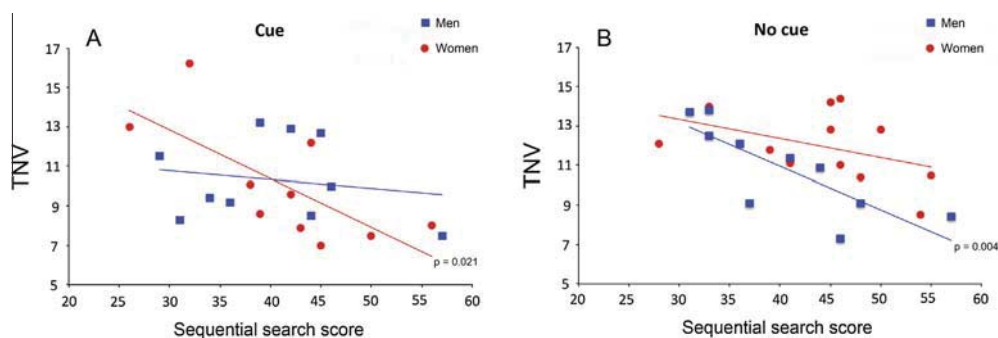 A
Cue
Men
Women
17
15
13
11
9
7
5
TNV
p = 0.021
20 25 30 35 40 45 50 55 60
Sequential search score
B
No cue
Men
Women
17
15
13
11
9
7
5
TNV
p = 0.004
20 25 30 35 40 45 50 55 60
Sequential search score